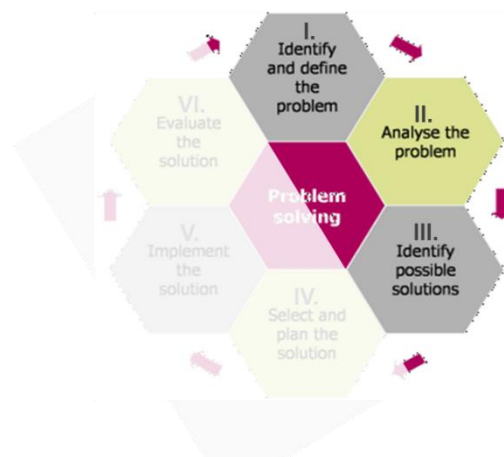 I.
Identify
and define
the
problem
II.
Analyse the
problem
III.
Identify
possible
solutions
IV.
Select and
plan the
solution
V.
Implement
the
solution
VI.
Evaluate
the
solution
Problem
solving